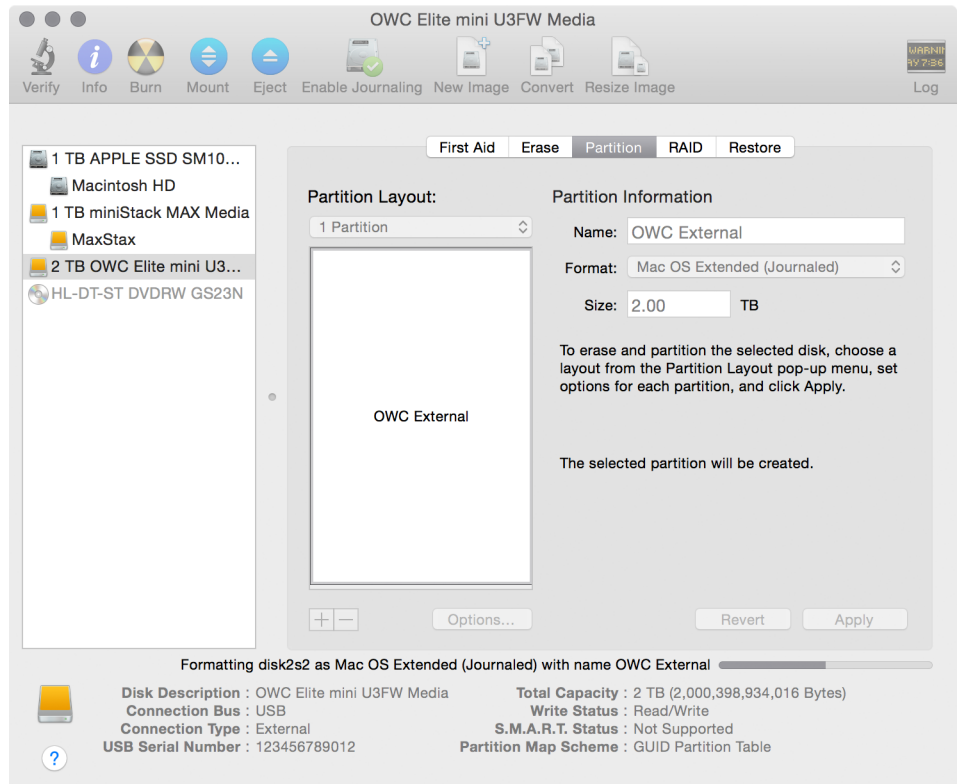 OWC Elite mini U3FW Media
Verify Info Burn Mount Eject Enable Journaling New Image Convert Resize Image Log
WARNIN
AY 7:36
1 TB APPLE SSD SM10...
Macintosh HD
1 TB miniStack MAX Media
MaxStax
2 TB OWC Elite mini U3...
HL-DT-ST DVDRW GS23N
First Aid Erase Partition RAID Restore
Partition Layout:
1 Partition
OWC External
+ −
Options...
Partition Information
Name: OWC External
Format: Mac OS Extended (Journaled)
Size: 2.00 TB
To erase and partition the selected disk, choose a
layout from the Partition Layout pop-up menu, set
options for each partition, and click Apply.
The selected partition will be created.
Revert Apply
Formatting disk2s2 as Mac OS Extended (Journaled) with name OWC External
Disk Description : OWC Elite mini U3FW Media
Connection Bus : USB
Connection Type : External
USB Serial Number : 123456789012
Total Capacity : 2 TB (2,000,398,934,016 Bytes)
Write Status : Read/Write
S.M.A.R.T. Status : Not Supported
Partition Map Scheme : GUID Partition Table
?